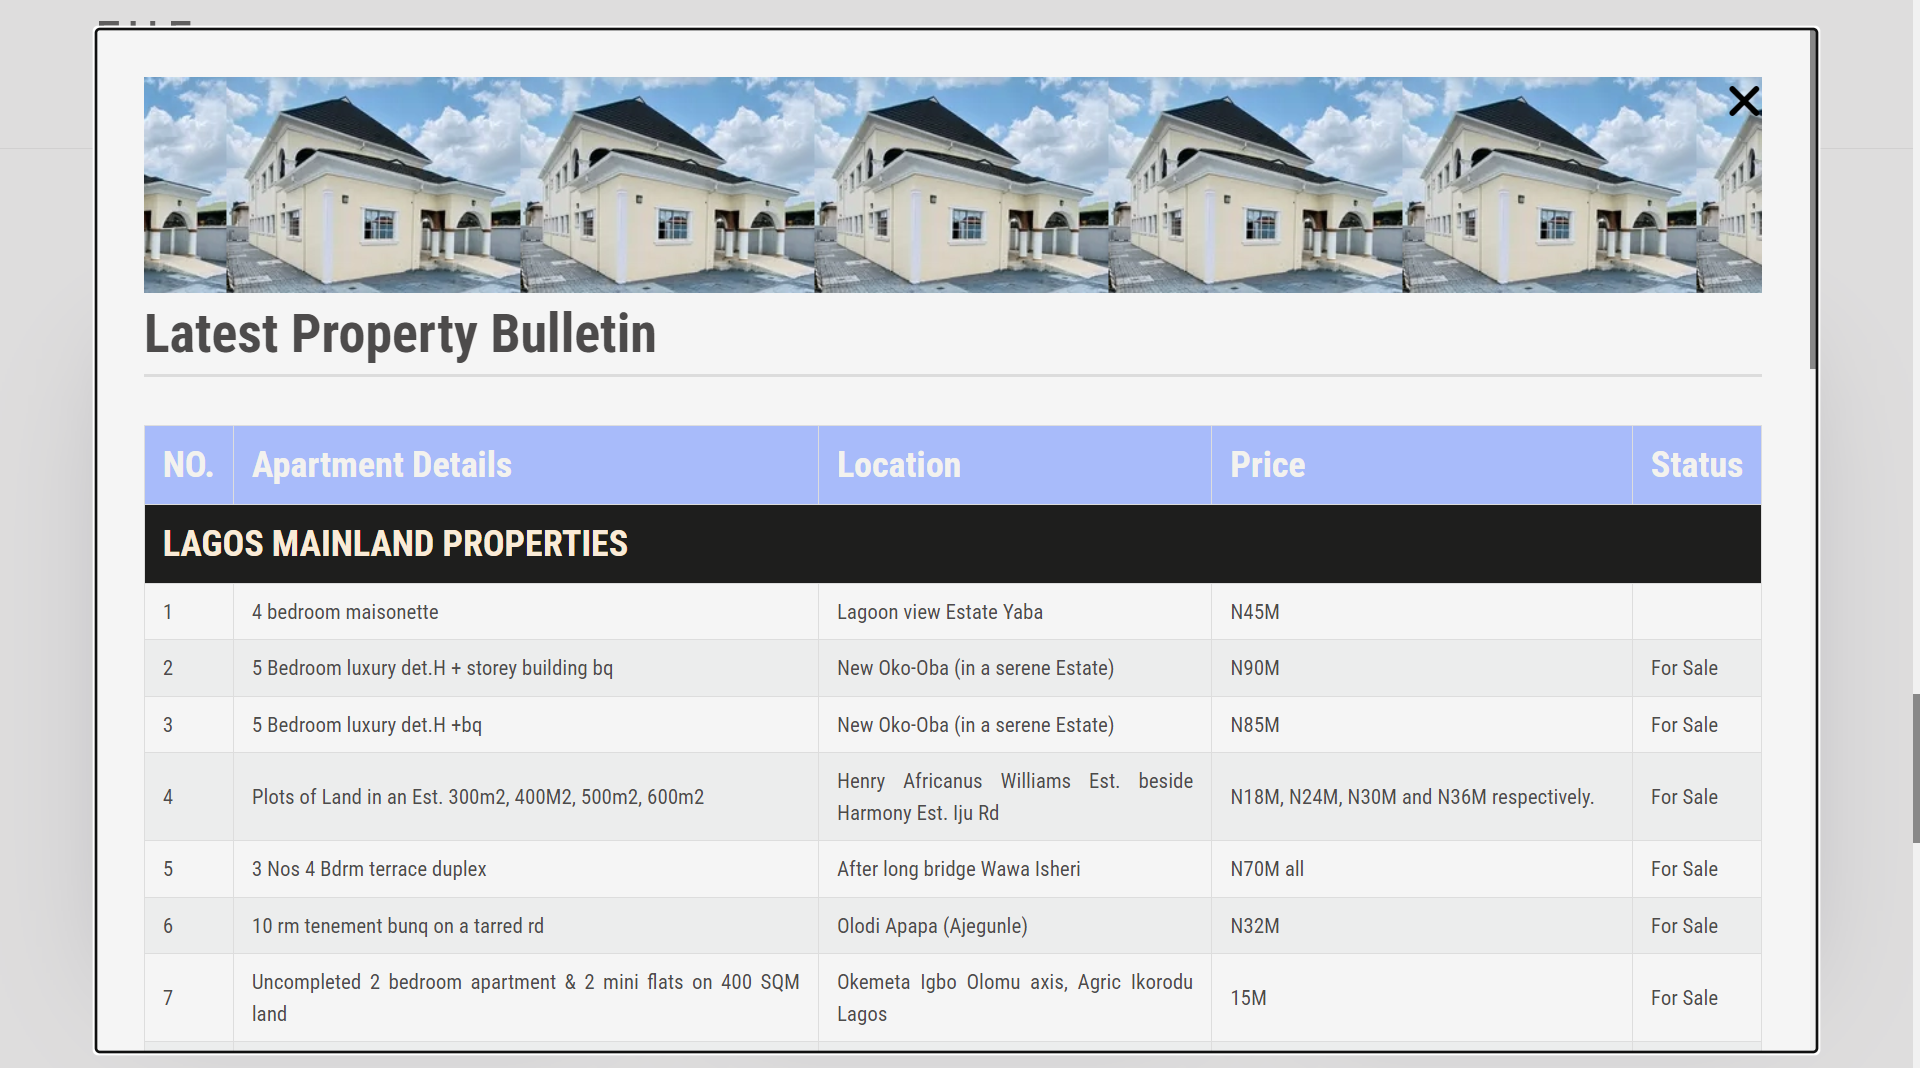 Latest Property Bulletin
NO. Apartment Details Location Price Status
LAGOS MAINLAND PROPERTIES
1 4 bedroom maisonette Lagoon view Estate Yaba N45M
2 5 Bedroom luxury det.H + storey building bq New Oko-Oba (in a serene Estate) N90M For Sale
3 5 Bedroom luxury det.H +bq New Oko-Oba (in a serene Estate) N85M For Sale
4 Plots of Land in an Est. 300m2, 400M2, 500m2, 600m2 Henry Africanus Williams Est. beside
Harmony Est. Iju Rd N18M, N24M, N30M and N36M respectively. For Sale
5 3 Nos 4 Bdrm terrace duplex After long bridge Wawa Isheri N70M all For Sale
6 10 rm tenement bunq on a tarred rd Olodi Apapa (Ajegunle) N32M For Sale
7 Uncompleted 2 bedroom apartment & 2 mini flats on 400 SQM
land Okemeta Igbo Olomu axis, Agric Ikorodu
Lagos 15M For Sale